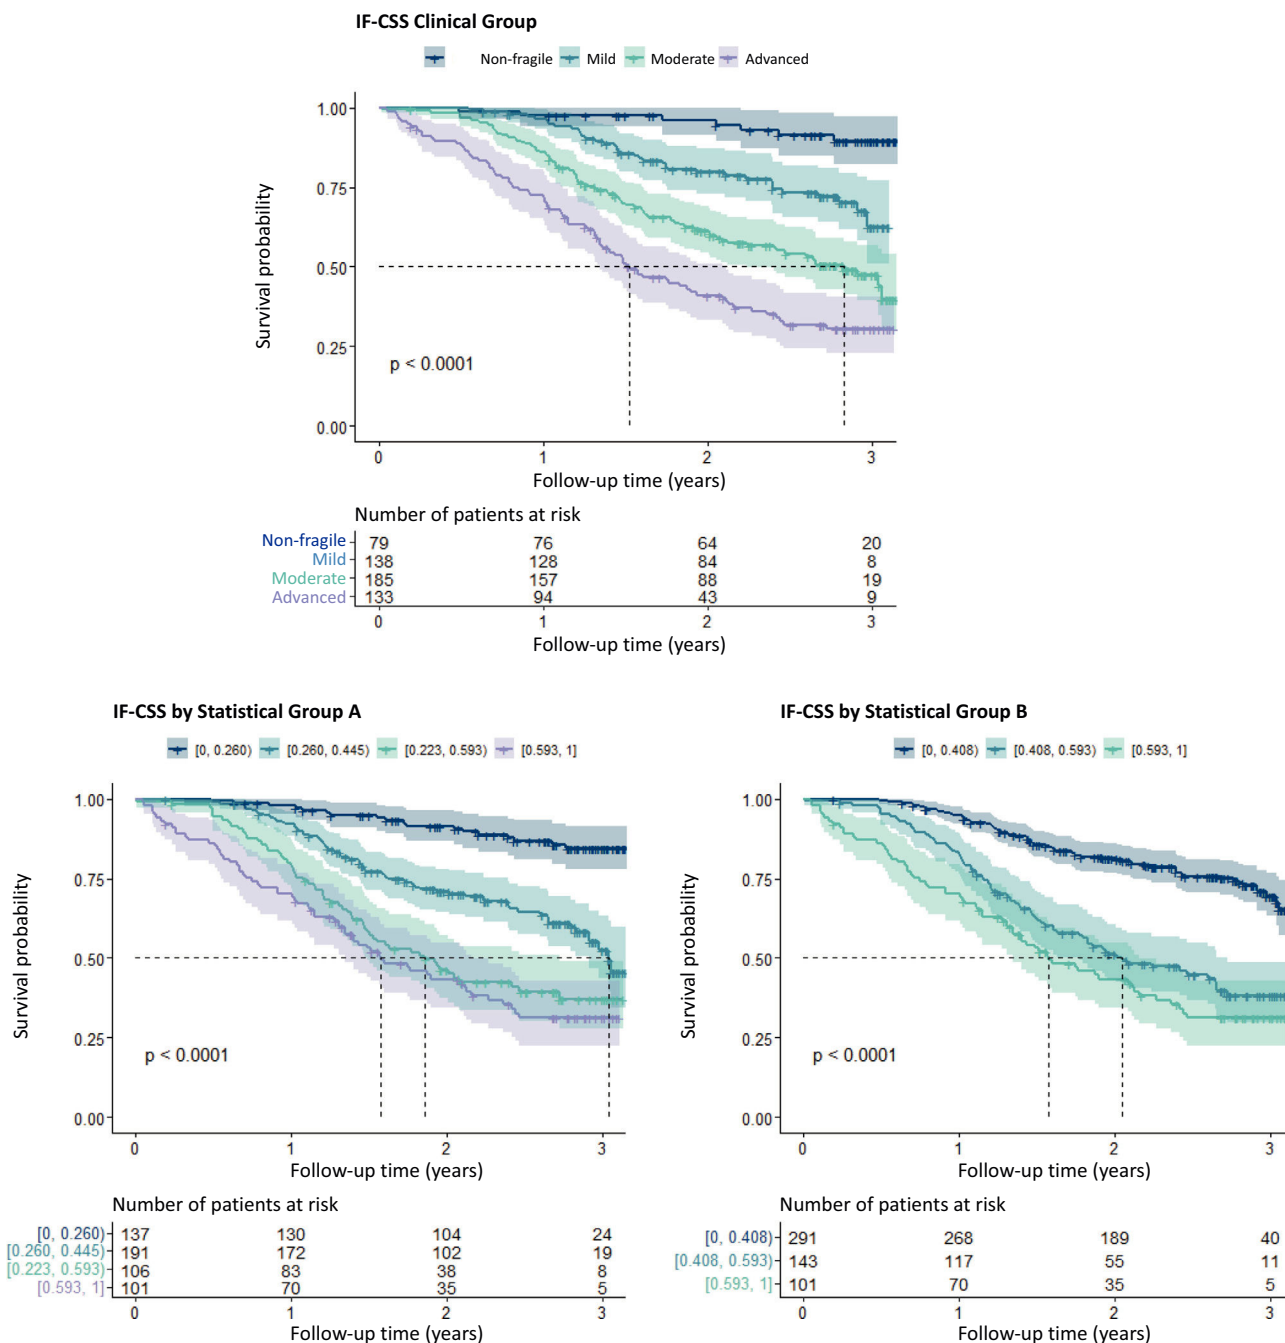 IF-CSS Clinical Group
Non-fragile Mild Moderate Advanced
1.00
0.75
0.50
0.25
0.00
Survival probability
p < 0.0001
0 1 2 3
Follow-up time (years)
Number of patients at risk
Non-fragile 79 76 64 20
Mild 138 128 84 8
Moderate 185 157 88 19
Advanced 133 94 43 9
0 1 2 3
Follow-up time (years)
IF-CSS by Statistical Group A
[0, 0.260) [0.260, 0.445) [0.223, 0.593) [0.593, 1]
1.00
0.75
0.50
0.25
0.00
Survival probability
p < 0.0001
0 1 2 3
Follow-up time (years)
Number of patients at risk
[0, 0.260) 137 130 104 24
[0.260, 0.445) 191 172 102 19
[0.223, 0.593) 106 83 38 8
[0.593, 1] 101 70 35 5
0 1 2 3
Follow-up time (years)
IF-CSS by Statistical Group B
[0, 0.408) [0.408, 0.593) [0.593, 1]
1.00
0.75
0.50
0.25
0.00
Survival probability
p < 0.0001
0 1 2 3
Follow-up time (years)
Number of patients at risk
[0, 0.408) 291 268 189 40
[0.408, 0.593) 143 117 55 11
[0.593, 1] 101 70 35 5
0 1 2 3
Follow-up time (years)